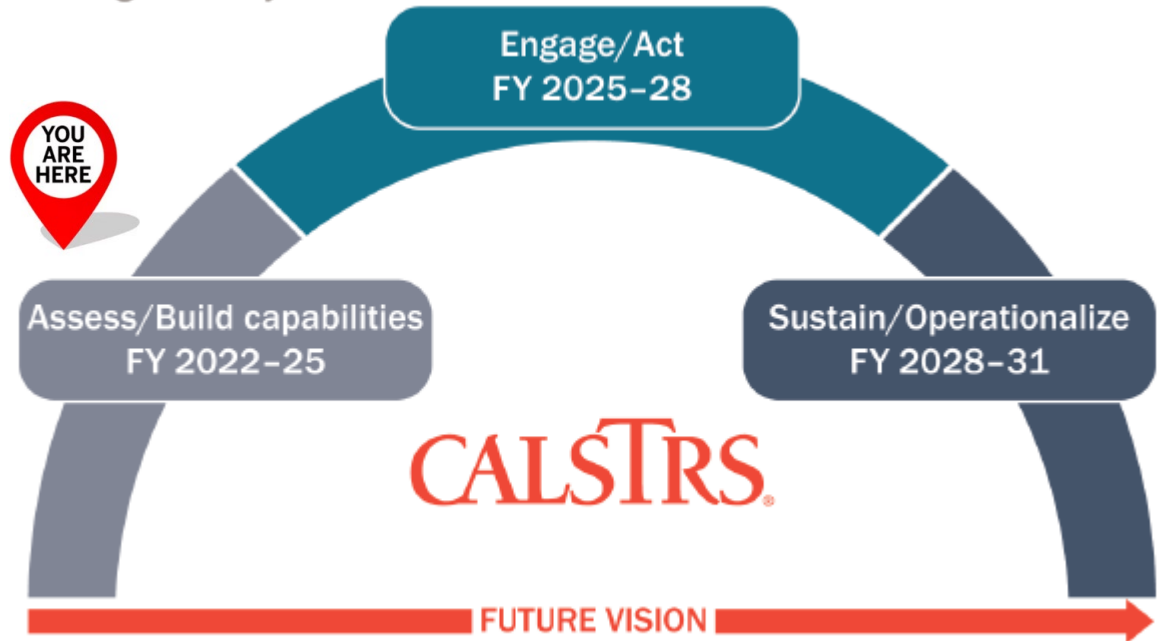 Engage/Act
FY 2025–28
YOU
ARE
HERE
Assess/Build capabilities
FY 2022–25
Sustain/Operationalize
FY 2028–31
CALSTRS®
FUTURE VISION